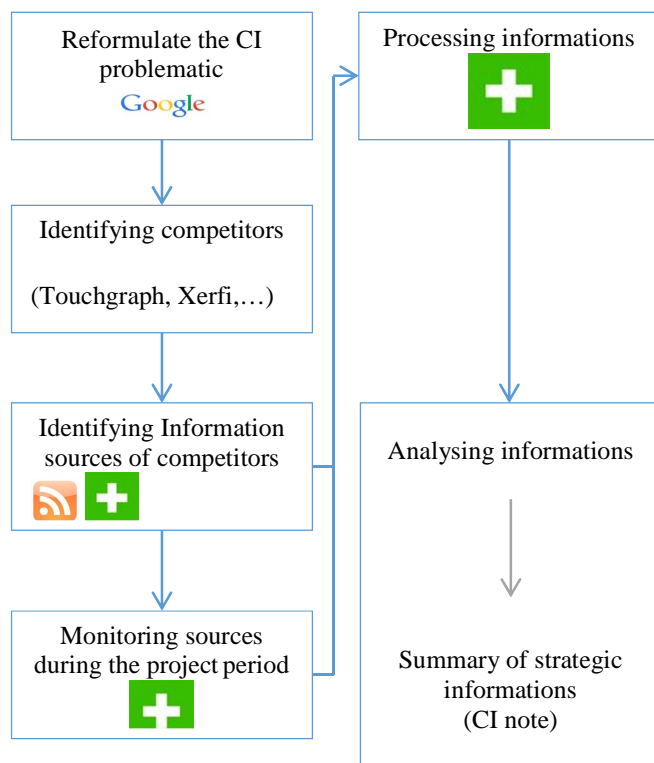 Reformulate the CI
problematic
Google
Identifying competitors
(Touchgraph, Xerfi,…)
Identifying Information
sources of competitors
Monitoring sources
during the project period
Processing informations
Analysing informations
Summary of strategic
informations
(CI note)